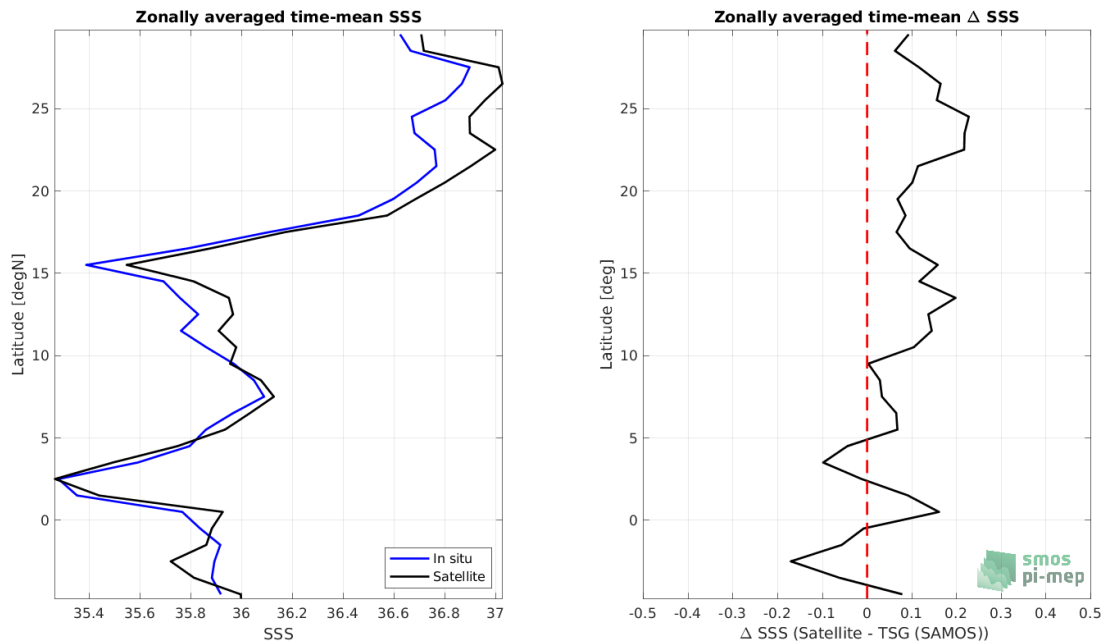 Zonally averaged time-mean SSS
Latitude [degN]
25
20
15
10
5
0
35.4 35.6 35.8 36 36.2 36.4 36.6 36.8 37
SSS
In situ
Satellite
Zonally averaged time-mean Δ SSS
Latitude [deg]
25
20
15
10
5
0
-0.5 -0.4 -0.3 -0.2 -0.1 0 0.1 0.2 0.3 0.4 0.5
Δ SSS (Satellite - TSG (SAMOS))
smos
pi-mep